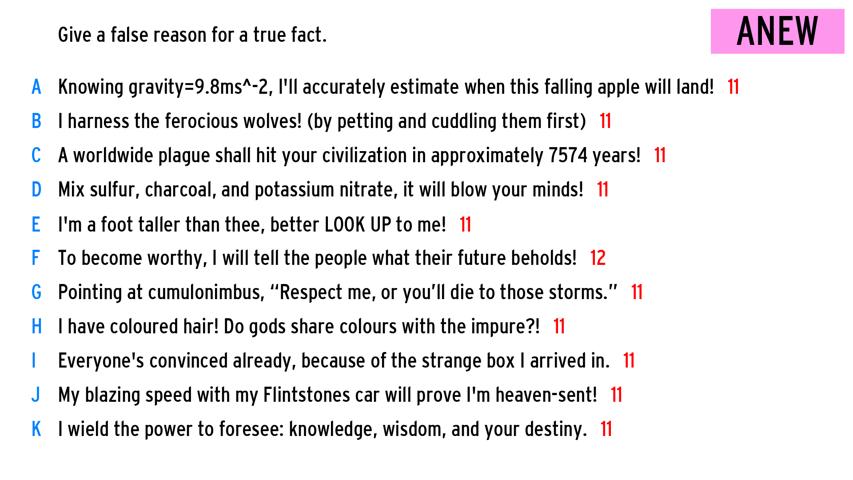 Give a false reason for a true fact.
ANEW
A Knowing gravity=9.8ms^-2, I'll accurately estimate when this falling apple will land! 11
B I harness the ferocious wolves! (by petting and cuddling them first) 11
C A worldwide plague shall hit your civilization in approximately 7574 years! 11
D Mix sulfur, charcoal, and potassium nitrate, it will blow your minds! 11
E I'm a foot taller than thee, better LOOK UP to me! 11
F To become worthy, I will tell the people what their future beholds! 12
G Pointing at cumulonimbus, “Respect me, or you’ll die to those storms.” 11
H I have coloured hair! Do gods share colours with the impure?! 11
I Everyone's convinced already, because of the strange box I arrived in. 11
J My blazing speed with my Flintstones car will prove I'm heaven-sent! 11
K I wield the power to foresee: knowledge, wisdom, and your destiny. 11